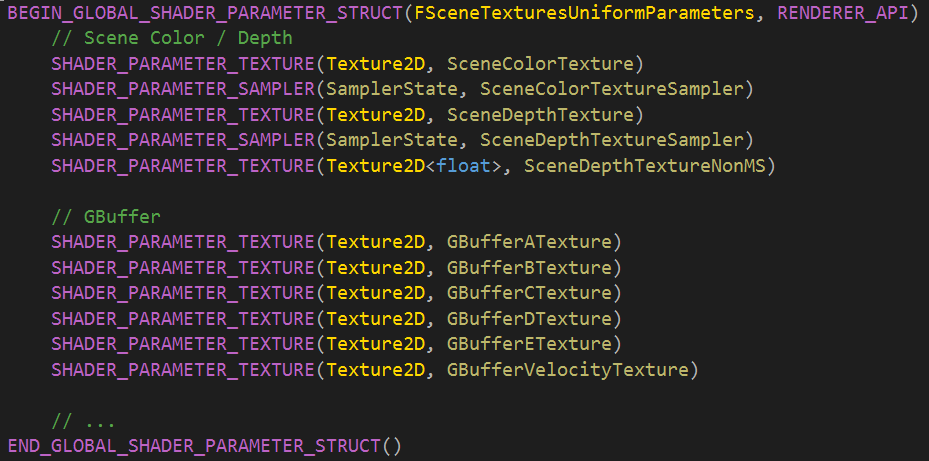 BEGIN_GLOBAL_SHADER_PARAMETER_STRUCT(FSceneTexturesUniformParameters, RENDERER_API)
// Scene Color / Depth
SHADER_PARAMETER_TEXTURE(Texture2D, SceneColorTexture)
SHADER_PARAMETER_SAMPLER(SamplerState, SceneColorTextureSampler)
SHADER_PARAMETER_TEXTURE(Texture2D, SceneDepthTexture)
SHADER_PARAMETER_SAMPLER(SamplerState, SceneDepthTextureSampler)
SHADER_PARAMETER_TEXTURE(Texture2D<float>, SceneDepthTextureNonMS)
// GBuffer
SHADER_PARAMETER_TEXTURE(Texture2D, GBufferATexture)
SHADER_PARAMETER_TEXTURE(Texture2D, GBufferBTexture)
SHADER_PARAMETER_TEXTURE(Texture2D, GBufferCTexture)
SHADER_PARAMETER_TEXTURE(Texture2D, GBufferDTexture)
SHADER_PARAMETER_TEXTURE(Texture2D, GBufferETexture)
SHADER_PARAMETER_TEXTURE(Texture2D, GBufferVelocityTexture)
// ...
END_GLOBAL_SHADER_PARAMETER_STRUCT()